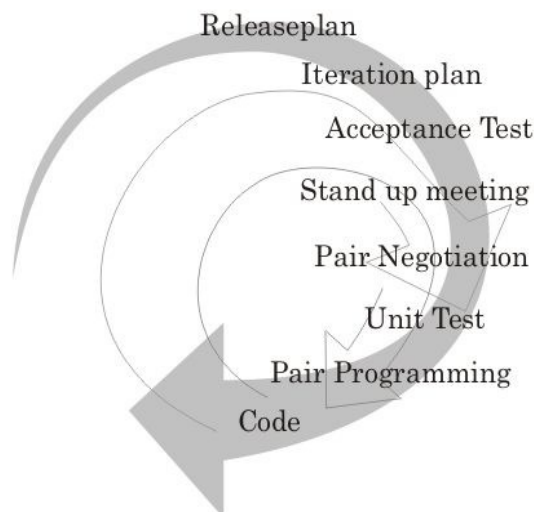 Releaseplan
Iteration plan
Acceptance Test
Stand up meeting
Pair Negotiation
Unit Test
Pair Programming
Code